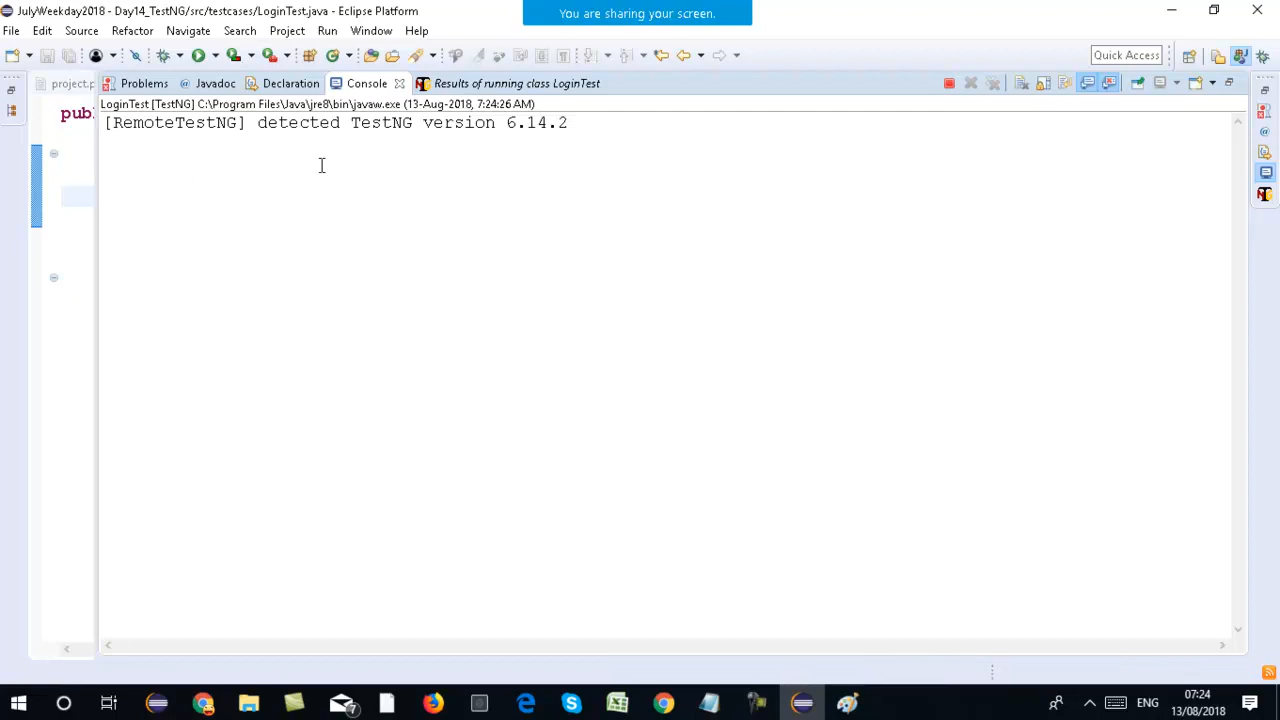 JulyWeekday2018 - Day14_TestNG/src/testcases/LoginTest.java - Eclipse Platform
You are sharing your screen.
File Edit Source Refactor Navigate Search Project Run Window Help
Quick Access
project.p
Problems Javadoc Declaration Console Results of running class LoginTest
LoginTest [TestNG] C:\Program Files\Java\jre8\bin\javaw.exe (13-Aug-2018, 7:24:26 AM)
publ
[RemoteTestNG] detected TestNG version 6.14.2
7
ENG
07:24
13/08/2018